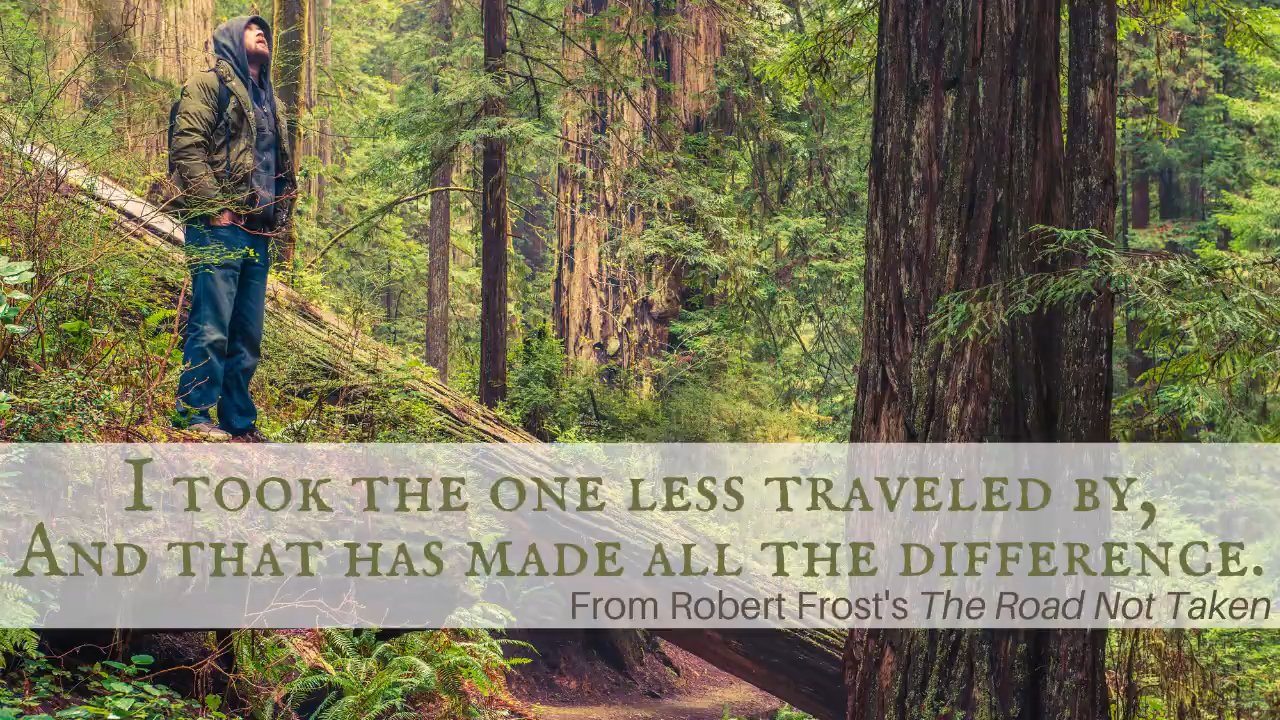 I took the one less traveled by,
And that has made all the difference.
From Robert Frost's The Road Not Taken